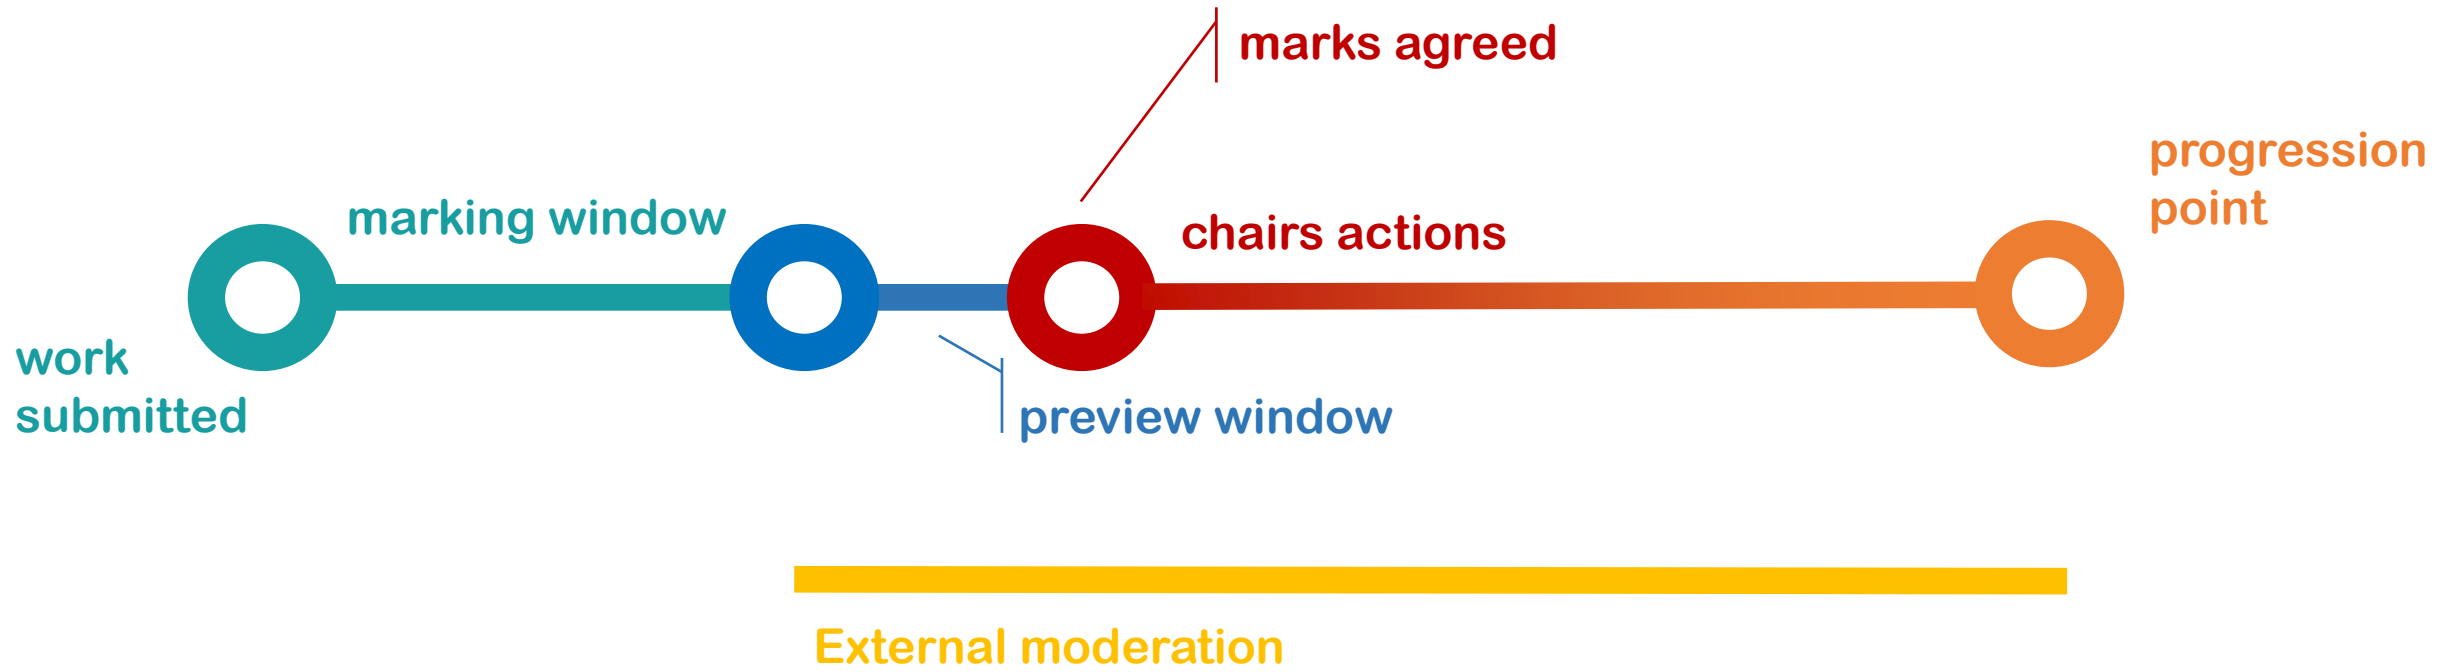 marks agreed
progression
point
marking window
chairs actions
work
submitted
preview window
External moderation